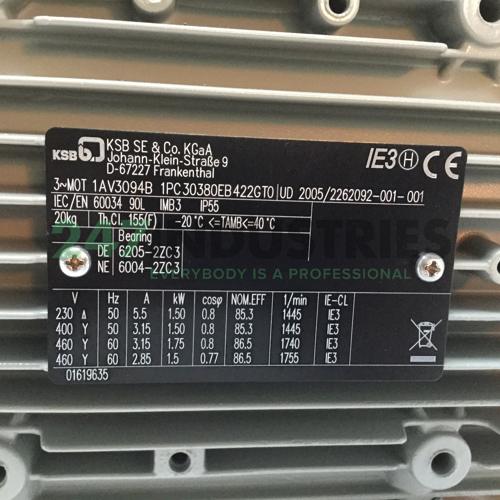 KSB
KSB SE & Co. KGaA
Johann-Klein-Straße 9
D-67227 Frankenthal
IE3 H CE
3~MOT 1AV3094B 1PC30380EB422GT0 UD 2005/2262092-001-001
IEC/EN 60034 90L IMB3 IP55
20kg Th.Cl. 155(F) -20°C <=TAMB<=40°C
Bearing
DE 6205-2ZC3
NE 6004-2ZC3
247 INDUSTRIES
EVERYBODY IS A PREMIUM
V Hz A kW cosφ NOM.EFF 1/min IE-CL
230 Δ 50 5.5 1.50 0.8 85.3 1445 IE3
400 Y 50 3.15 1.50 0.8 85.3 1445 IE3
460 Y 60 3.15 1.75 0.8 86.5 1740 IE3
460 Y 60 2.85 1.5 0.77 86.5 1755 IE3
01619635